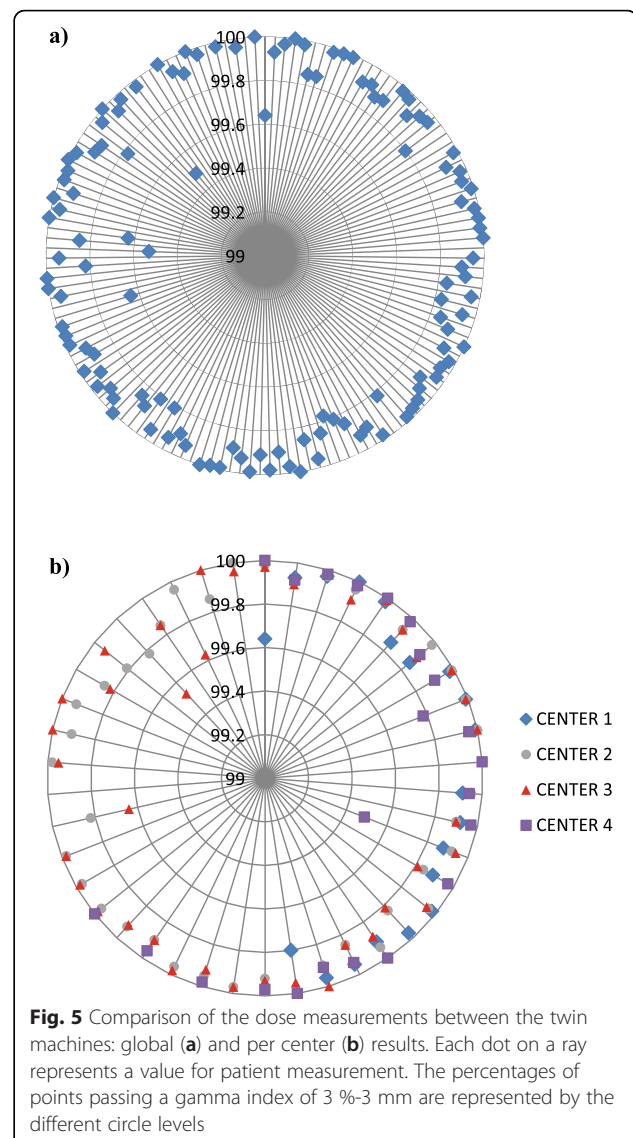 a)
100
99.8
99.6
99.4
99.2
99
b)
100
99.8
99.6
99.4
99.2
99
CENTER 1
CENTER 2
CENTER 3
CENTER 4
Fig. 5 Comparison of the dose measurements between the twin
machines: global (a) and per center (b) results. Each dot on a ray
represents a value for patient measurement. The percentages of
points passing a gamma index of 3 %-3 mm are represented by the
different circle levels